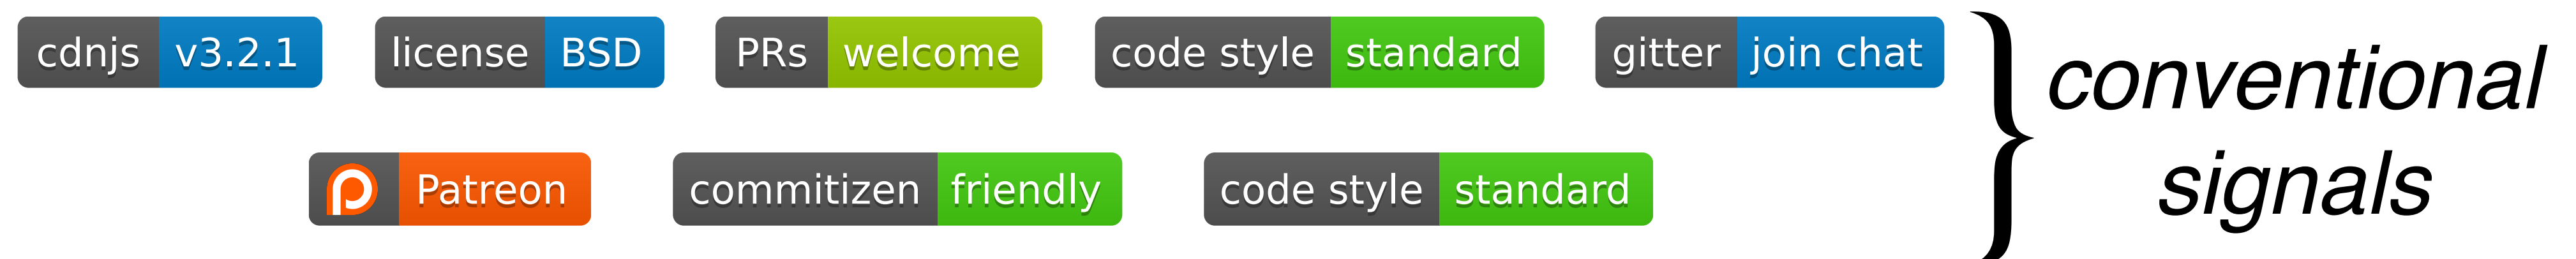 cdnjs v3.2.1 license BSD PRs welcome code style standard gitter join chat
Patreon commitizen friendly code style standard
conventional
signals